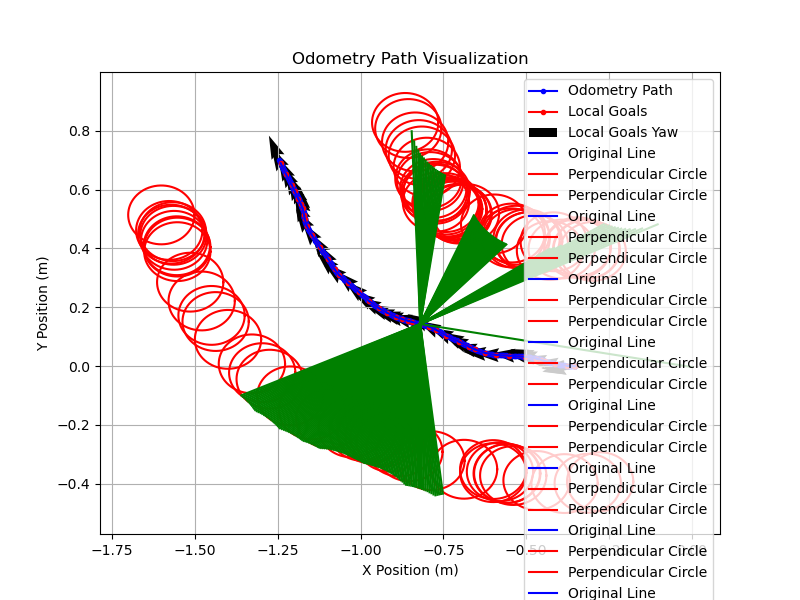 Odometry Path Visualization
Y Position (m)
0.8
0.6
0.4
0.2
0.0
−0.2
−0.4
Odometry Path
Local Goals
Local Goals Yaw
Original Line
Perpendicular Circle
Perpendicular Circle
Original Line
Perpendicular Circle
Perpendicular Circle
Original Line
Perpendicular Circle
Perpendicular Circle
Original Line
Perpendicular Circle
Perpendicular Circle
Original Line
Perpendicular Circle
Perpendicular Circle
Original Line
Perpendicular Circle
Perpendicular Circle
Original Line
Perpendicular Circle
Perpendicular Circle
Original Line
−1.75 −1.50 −1.25 −1.00 −0.75
X Position (m)